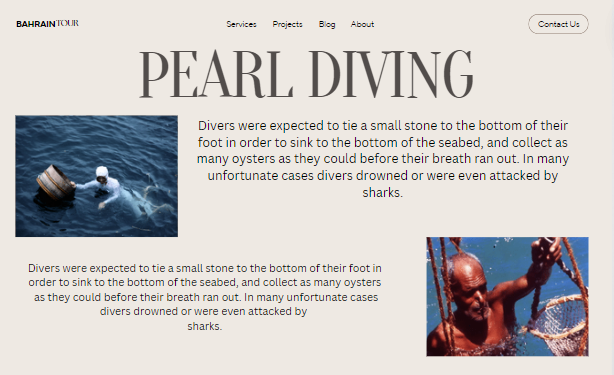 BAHRAINTOUR
Services Projects Blog About
Contact Us
PEARL DIVING
Divers were expected to tie a small stone to the bottom of their
foot in order to sink to the bottom of the seabed, and collect as
many oysters as they could before their breath ran out. In many
unfortunate cases divers drowned or were even attacked by
sharks.
Divers were expected to tie a small stone to the bottom of their foot in
order to sink to the bottom of the seabed, and collect as many oysters
as they could before their breath ran out. In many unfortunate cases
divers drowned or were even attacked by
sharks.